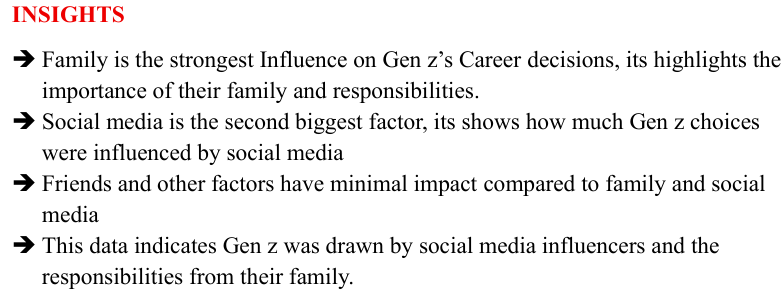 INSIGHTS
➔ Family is the strongest Influence on Gen z's Career decisions, its highlights the
importance of their family and responsibilities.
➔ Social media is the second biggest factor, its shows how much Gen z choices
were influenced by social media
➔ Friends and other factors have minimal impact compared to family and social
media
➔ This data indicates Gen z was drawn by social media influencers and the
responsibilities from their family.